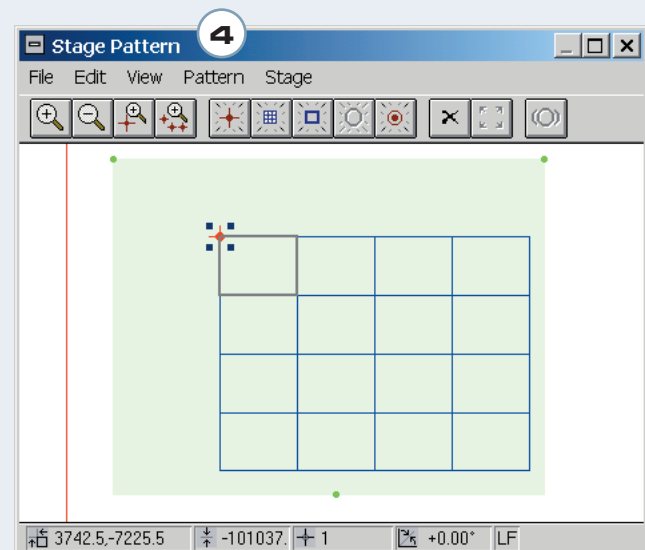 4
Stage Pattern
File Edit View Pattern Stage
3742.5,-7225.5 -101037. 1 +0.00° LF